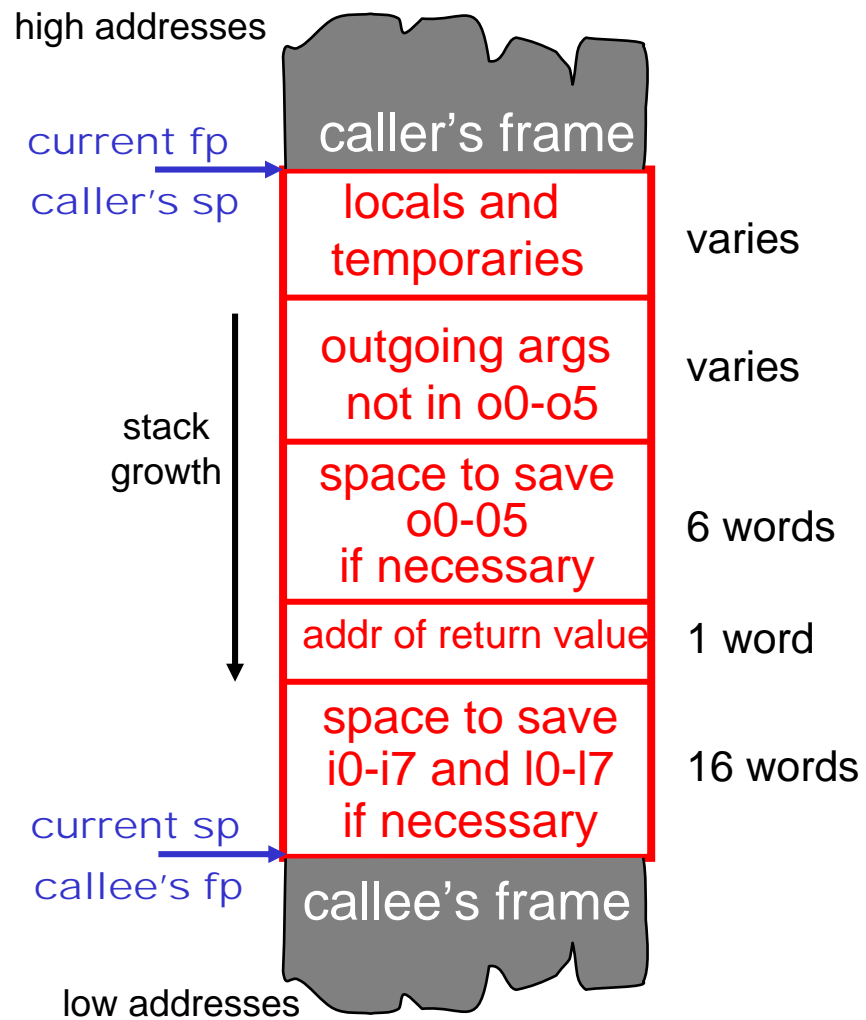 high addresses
caller's frame
current fp
caller's sp
locals and
temporaries
varies
outgoing args
not in o0-o5
varies
stack
growth
space to save
o0-05
if necessary
6 words
addr of return value
1 word
space to save
i0-i7 and l0-l7
if necessary
16 words
current sp
callee's fp
callee's frame
low addresses